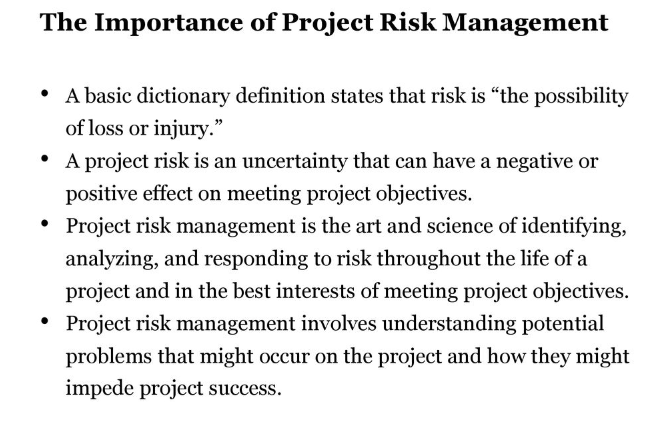 The Importance of Project Risk Management
• A basic dictionary definition states that risk is “the possibility
of loss or injury.”
• A project risk is an uncertainty that can have a negative or
positive effect on meeting project objectives.
• Project risk management is the art and science of identifying,
analyzing, and responding to risk throughout the life of a
project and in the best interests of meeting project objectives.
• Project risk management involves understanding potential
problems that might occur on the project and how they might
impede project success.